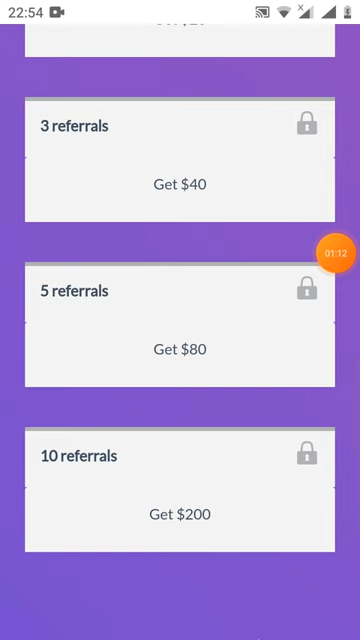 22:54
3 referrals
Get $40
01:12
5 referrals
Get $80
10 referrals
Get $200